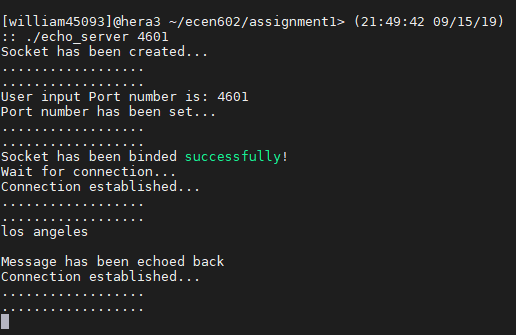 [william45093]@hera3 ~/ecen602/assignment1> (21:49:42 09/15/19)
:: ./echo_server 4601
Socket has been created...
..................
..................
User input Port number is: 4601
Port number has been set...
..................
..................
Socket has been binded successfully!
Wait for connection...
Connection established...
..................
..................
los angeles
Message has been echoed back
Connection established...
..................
..................